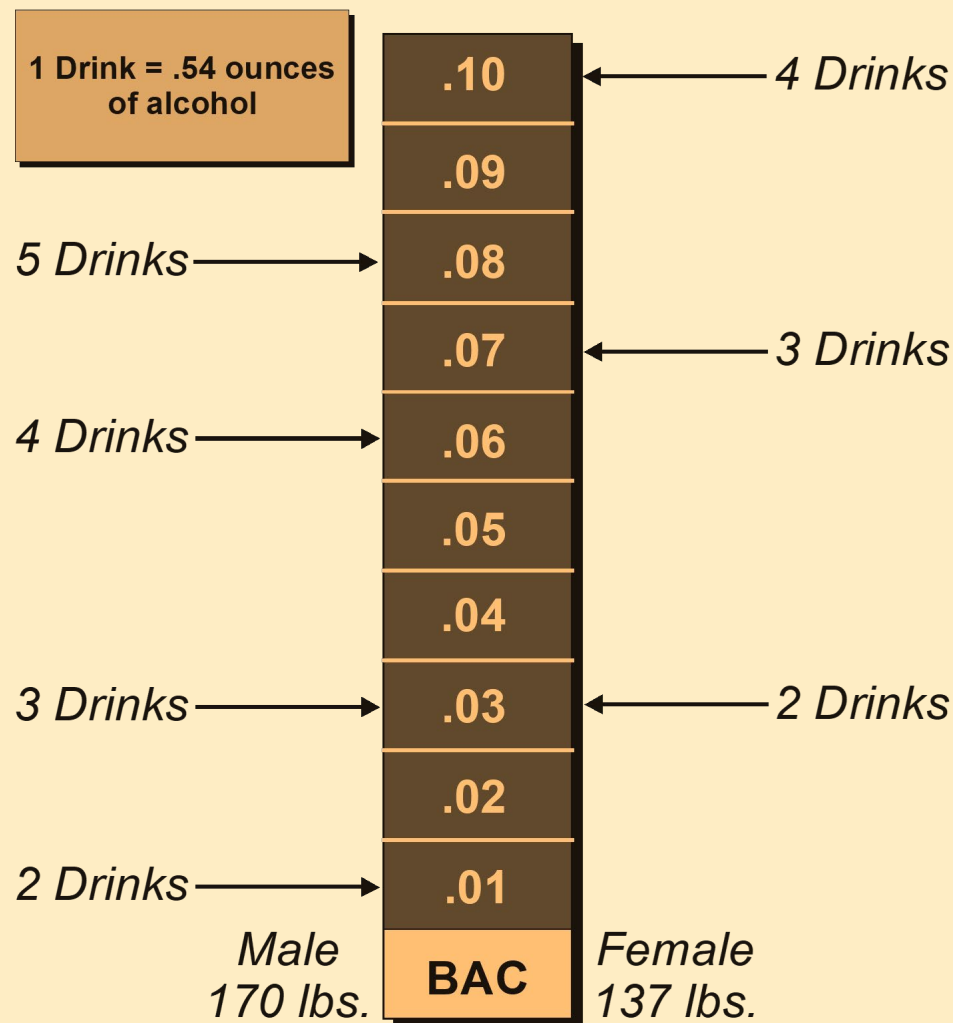 1 Drink = .54 ounces
of alcohol
.10
4 Drinks
.09
5 Drinks
.08
.07
3 Drinks
4 Drinks
.06
.05
.04
3 Drinks
.03
2 Drinks
.02
2 Drinks
.01
Male
170 lbs.
BAC
Female
137 lbs.